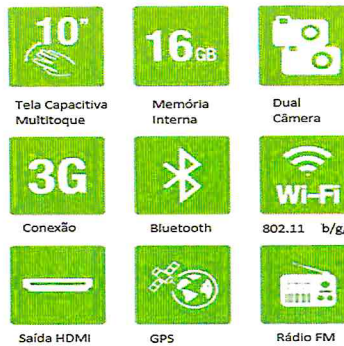 10"
16GB
Tela Capacitiva
Multitoque
Memória
Interna
Dual
Câmera
3G
Wi-Fi
Conexão
Bluetooth
802.11 b/g/
Saída HDMI
GPS
Rádio FM